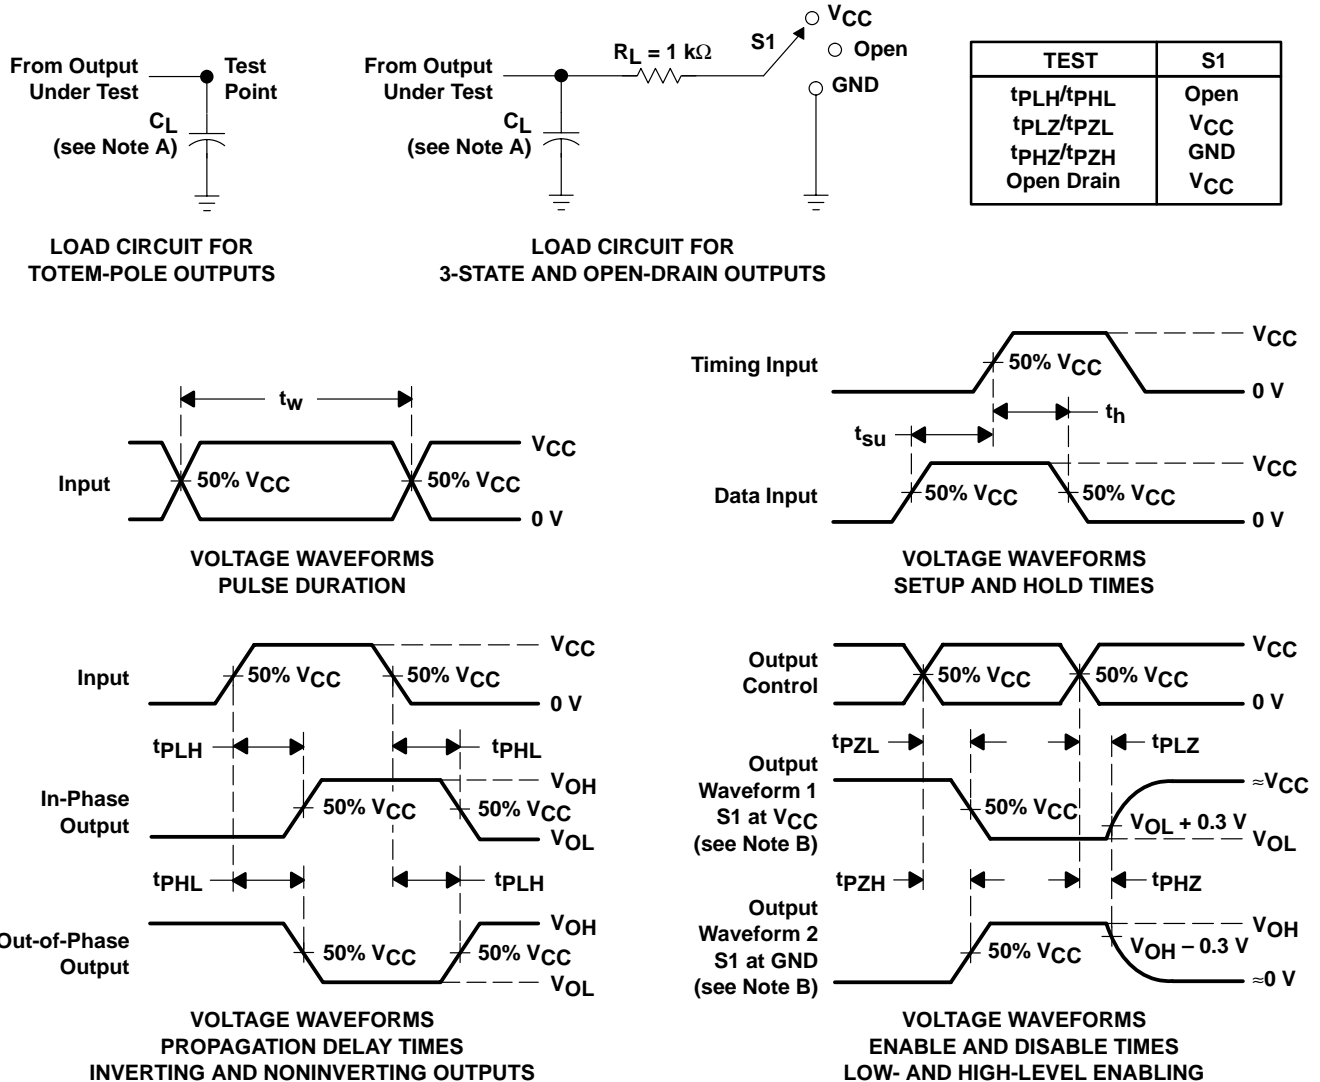 From Output
Under Test
Test
Point
CL
(see Note A)
LOAD CIRCUIT FOR
TOTEM-POLE OUTPUTS
From Output
Under Test
CL
(see Note A)
RL = 1 kΩ
S1
VCC
Open
GND
LOAD CIRCUIT FOR
3-STATE AND OPEN-DRAIN OUTPUTS
TEST S1
tPLH/tPHL Open
tPLZ/tPZL VCC
tPHZ/tPZH GND
Open Drain VCC
tw
Input
50% VCC
50% VCC
VCC
0 V
VOLTAGE WAVEFORMS
PULSE DURATION
Timing Input
50% VCC
VCC
0 V
th
tsu
Data Input
50% VCC
50% VCC
VCC
0 V
VOLTAGE WAVEFORMS
SETUP AND HOLD TIMES
Input
50% VCC
50% VCC
VCC
0 V
tPLH
tPHL
In-Phase
Output
50% VCC
50% VCC
VOH
VOL
tPHL
tPLH
Out-of-Phase
Output
50% VCC
50% VCC
VOH
VOL
VOLTAGE WAVEFORMS
PROPAGATION DELAY TIMES
INVERTING AND NONINVERTING OUTPUTS
Output
Control
50% VCC
50% VCC
VCC
0 V
tPZL
tPLZ
Output
Waveform 1
S1 at VCC
(see Note B)
50% VCC
VOL + 0.3 V
≈VCC
VOL
tPZH
tPHZ
Output
Waveform 2
S1 at GND
(see Note B)
50% VCC
VOH − 0.3 V
VOH
≈0 V
VOLTAGE WAVEFORMS
ENABLE AND DISABLE TIMES
LOW- AND HIGH-LEVEL ENABLING